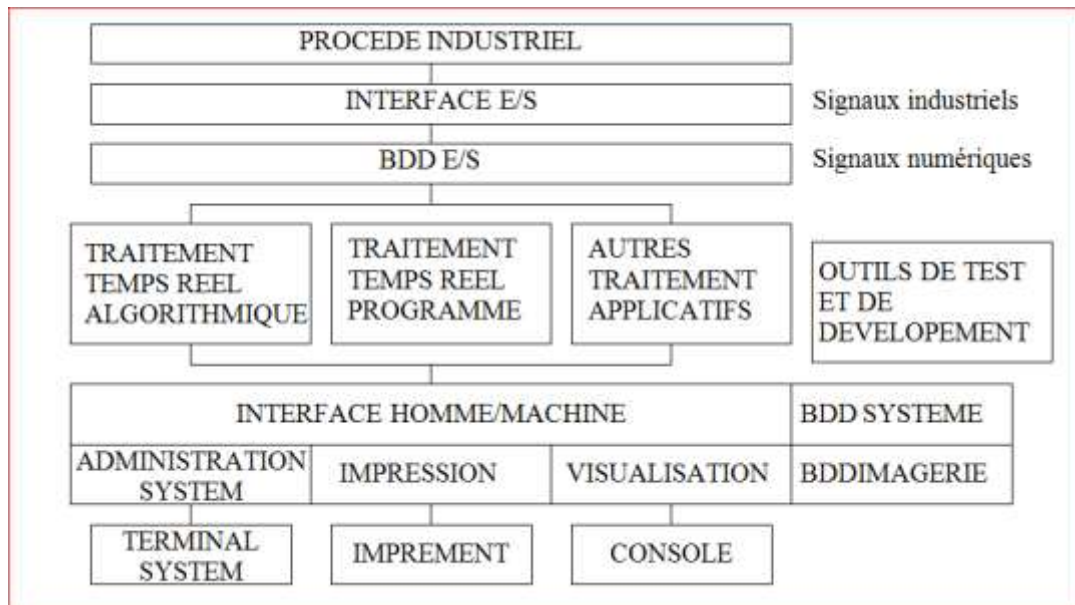 PROCEDE INDUSTRIEL
INTERFACE E/S
Signaux industriels
BDD E/S
Signaux numériques
TRAITEMENT
TEMPS REEL
ALGORITHMIQUE
TRAITEMENT
TEMPS REEL
PROGRAMME
AUTRES
TRAITEMENT
APPLICATIFS
OUTILS DE TEST
ET DE
DEVELOPEMENT
INTERFACE HOMME/MACHINE
BDD SYSTEME
ADMINISTRATION
SYSTEM
IMPRESSION
VISUALISATION
BDDIMAGERIE
TERMINAL
SYSTEM
IMPREMENT
CONSOLE